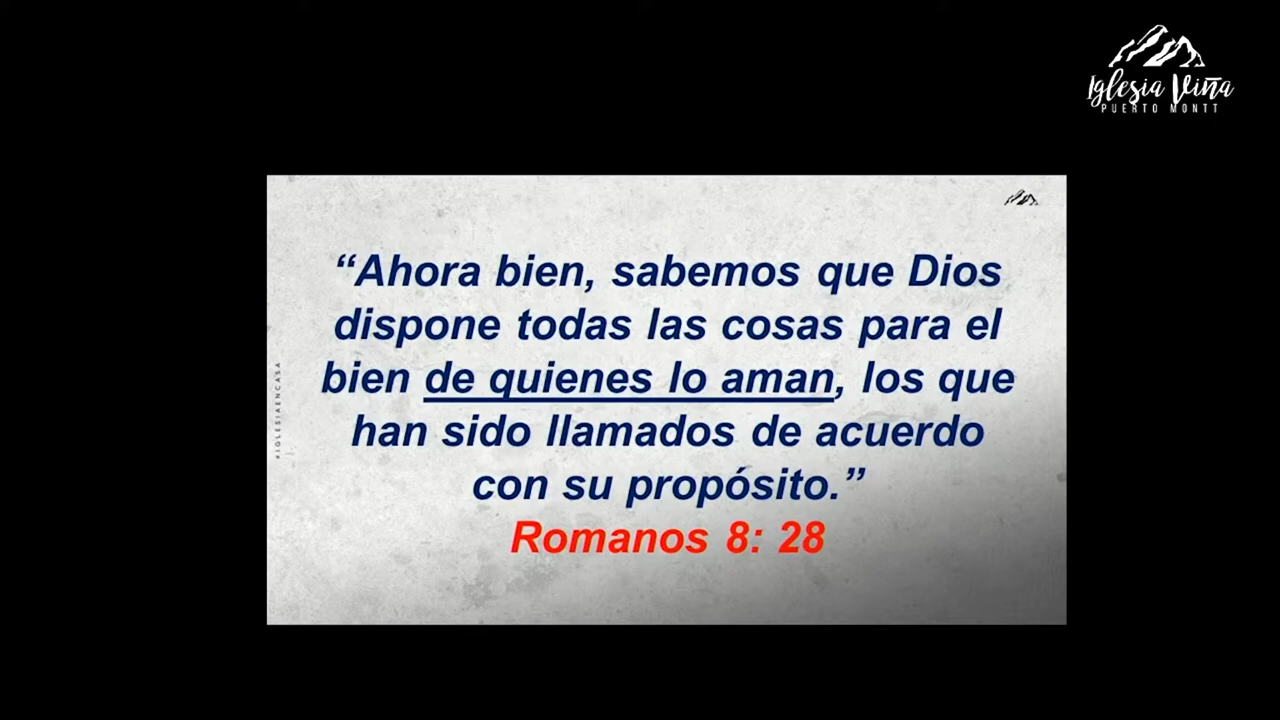 Iglesia Viña
PUERTO MONTT
“Ahora bien, sabemos que Dios
dispone todas las cosas para el
bien de quienes lo aman, los que
han sido llamados de acuerdo
con su propósito.”
Romanos 8: 28
#IGLESIAENCASA